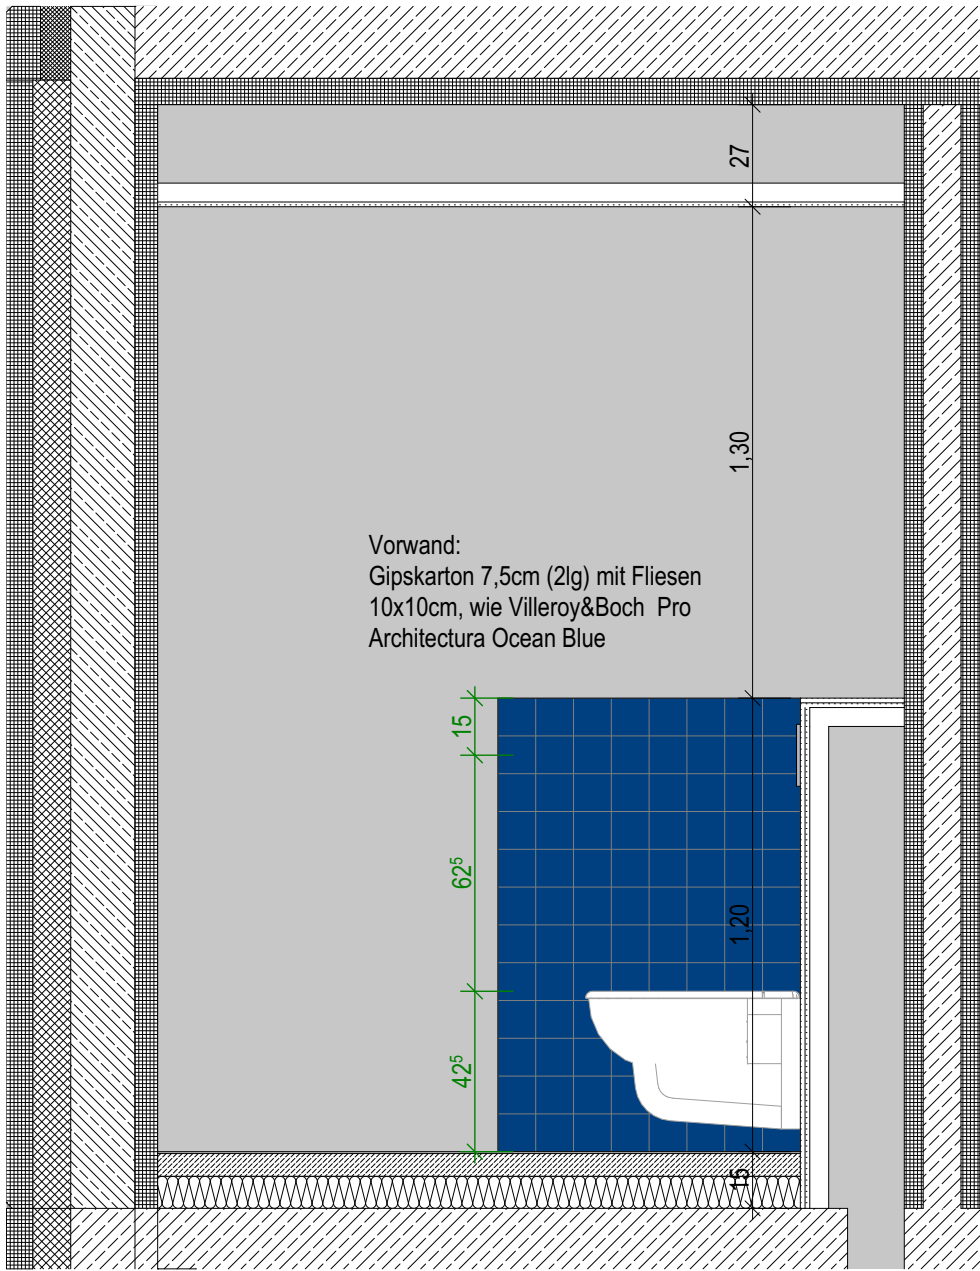 27
1,30
Vorwand:
Gipskarton 7,5cm (2lg) mit Fliesen
10x10cm, wie Villeroy&Boch Pro
Architectura Ocean Blue
15
62⁵
1,20
42⁵
15